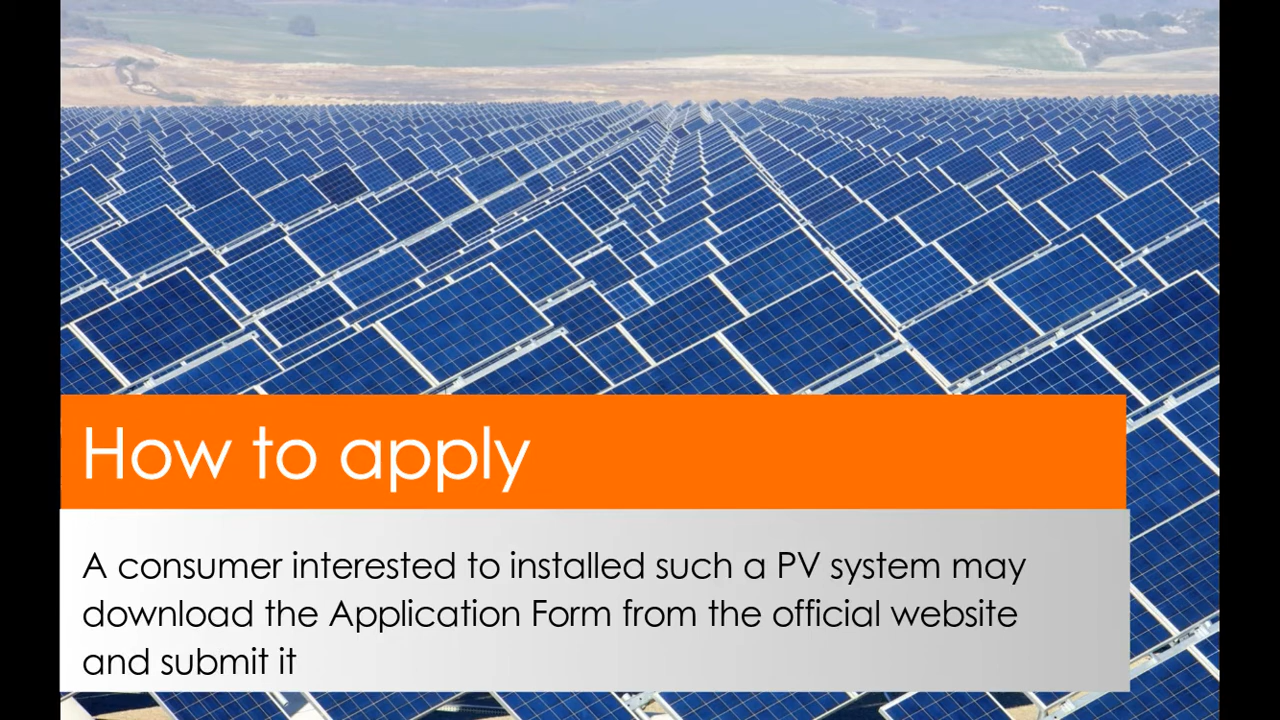 How to apply
A consumer interested to installed such a PV system may
download the Application Form from the official website
and submit it